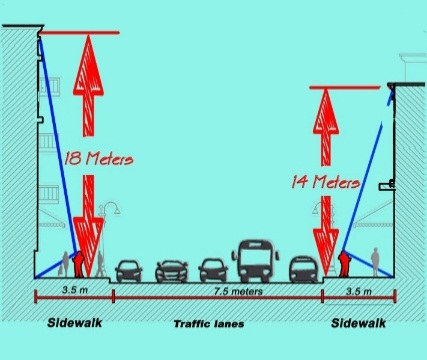 18 Meters
14 Meters
3.5 m
7.5 meters
3.5 m
Sidewalk
Traffic lanes
Sidewalk